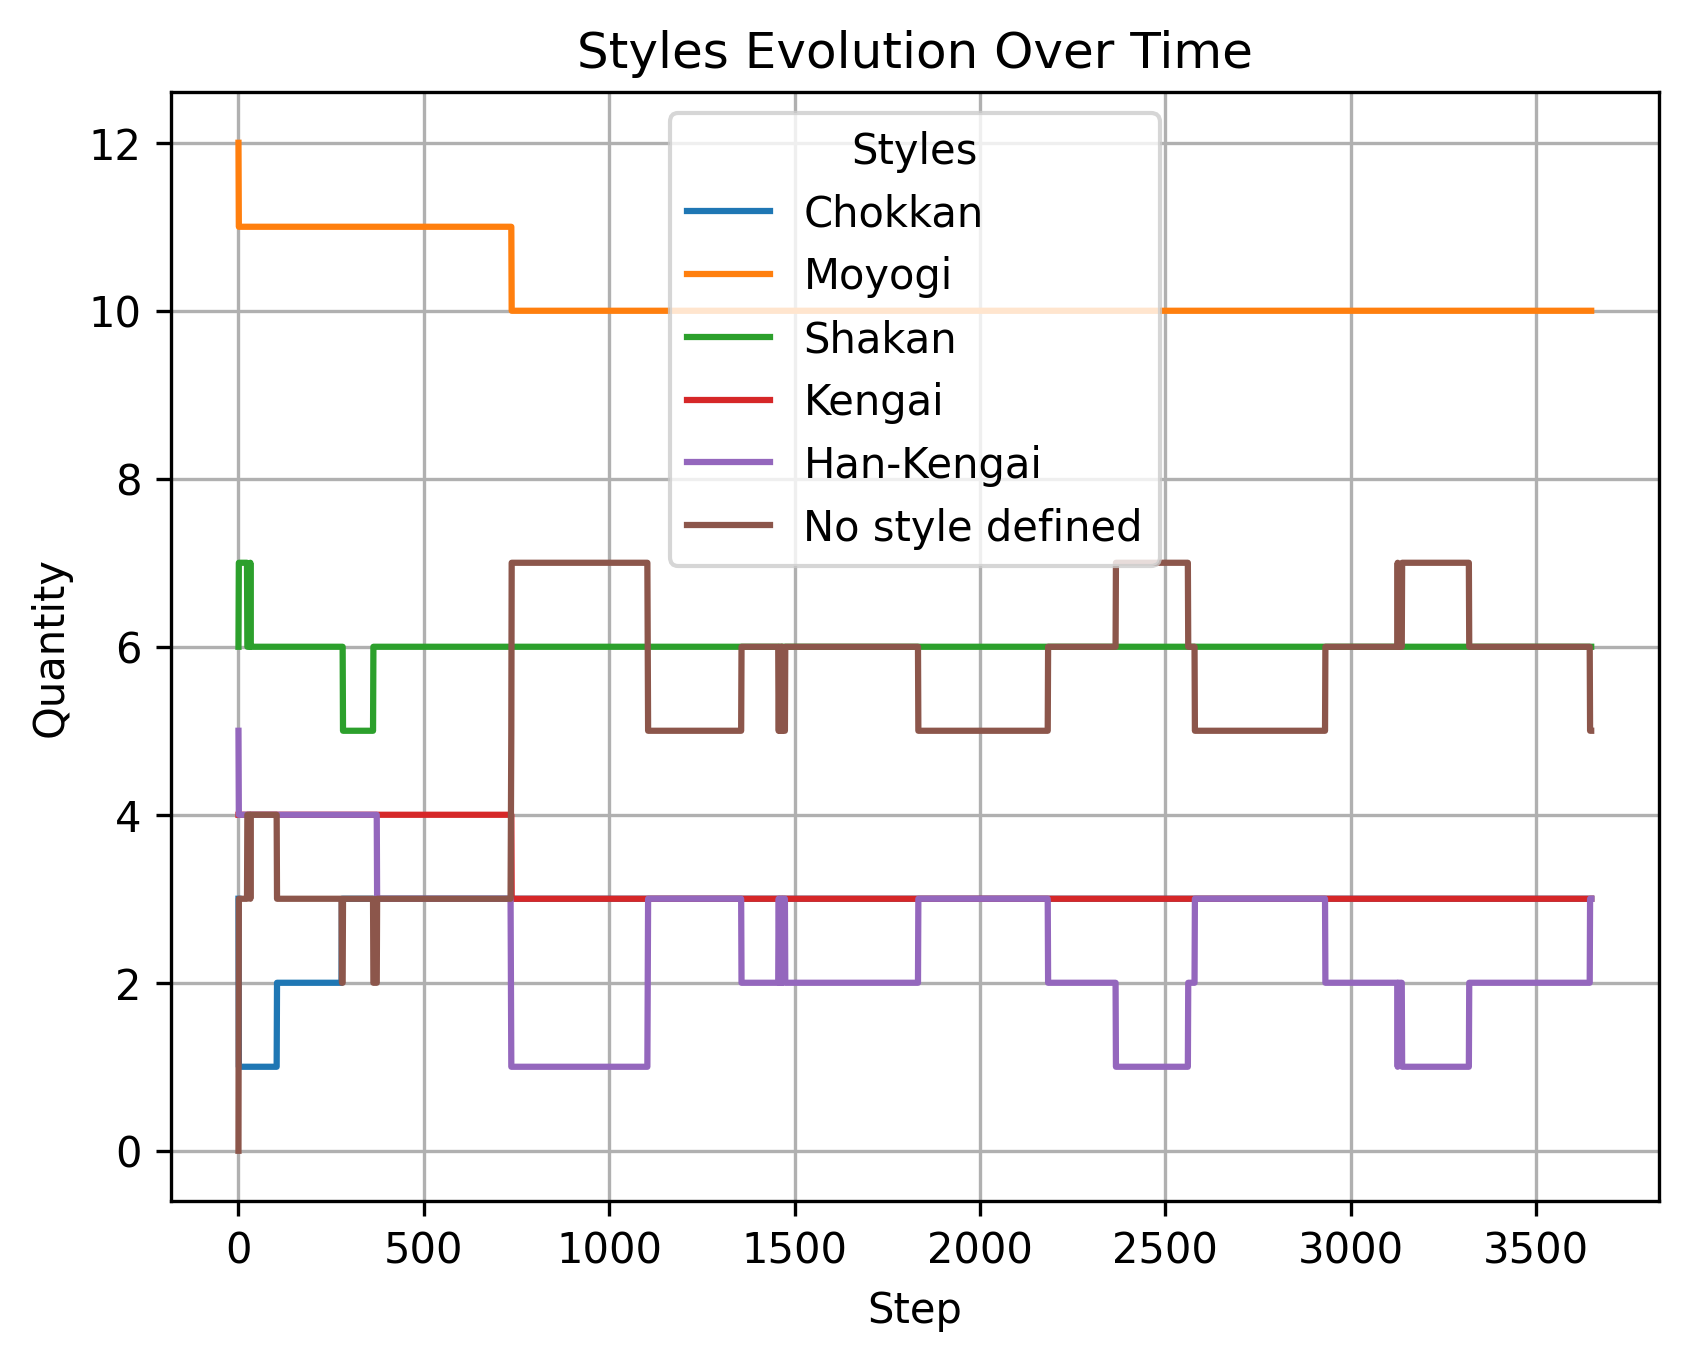 Styles Evolution Over Time
12
10
8
6
4
2
0
Quantity
Styles
Chokkan
Moyogi
Shakan
Kengai
Han-Kengai
No style defined
0 500 1000 1500 2000 2500 3000 3500
Step